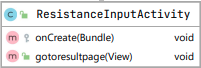 C ResistanceInputActivity
m onCreate(Bundle) void
m gotoresultpage(View) void